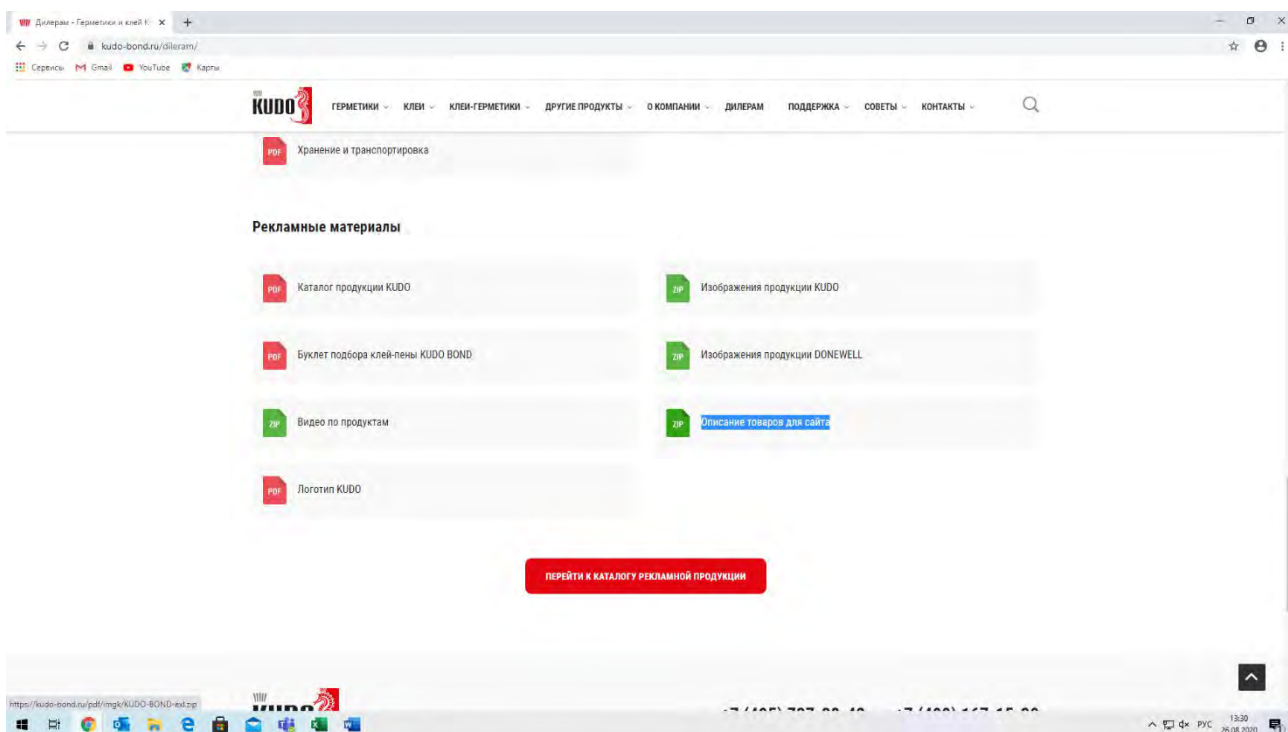 Дилерам - Герметики и клей K
kudo-bond.ru/dileram/
Сервисы Gmail YouTube Карты
KUDO
ГЕРМЕТИКИ КЛЕИ КЛЕИ-ГЕРМЕТИКИ ДРУГИЕ ПРОДУКТЫ О КОМПАНИИ ДИЛЕРАМ ПОДДЕРЖКА СОВЕТЫ КОНТАКТЫ
PDF Хранение и транспортировка
Рекламные материалы
PDF Каталог продукции KUDO
ZIP Изображения продукции KUDO
PDF Буклет подбора клей-пены KUDO BOND
ZIP Изображения продукции DONEWELL
ZIP Видео по продуктам
ZIP Описание товаров для сайта
PDF Логотип KUDO
ПЕРЕЙТИ К КАТАЛОГУ РЕКЛАМНОЙ ПРОДУКЦИИ
https://kudo-bond.ru/pdf/imgk/KUDO-BOND-exl.zip
РУС
13:30
26.08.2020